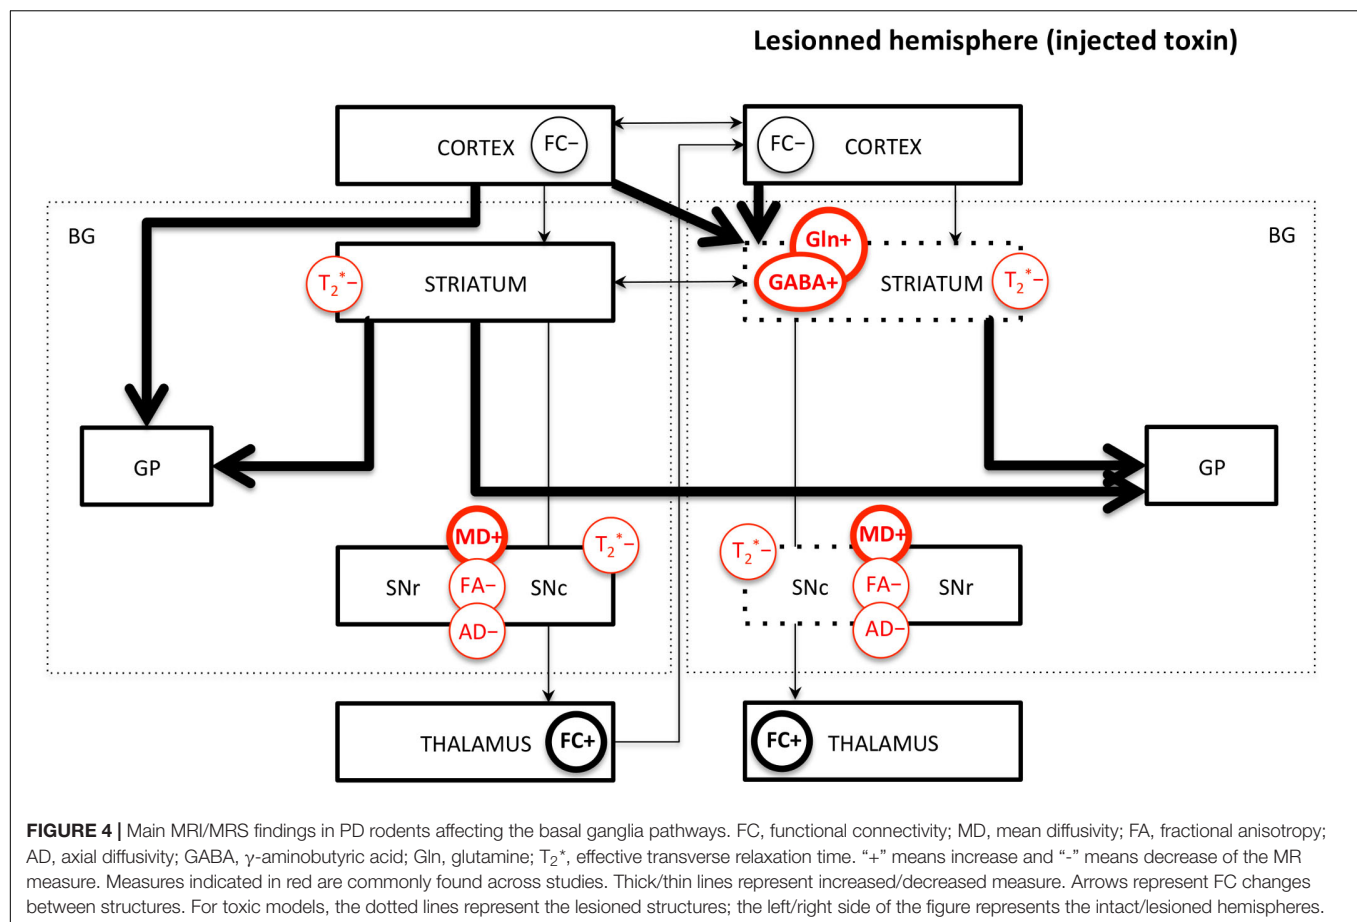 Lesionned hemisphere (injected toxin)
CORTEX FC− FC− CORTEX
BG BG
Gln+
T₂*− STRIATUM GABA+ STRIATUM T₂*−
GP GP
MD+ T₂*− T₂*− MD+
SNr FA− SNc SNc FA− SNr
AD− AD−
THALAMUS FC+ FC+ THALAMUS
FIGURE 4 | Main MRI/MRS findings in PD rodents affecting the basal ganglia pathways. FC, functional connectivity; MD, mean diffusivity; FA, fractional anisotropy;
AD, axial diffusivity; GABA, γ-aminobutyric acid; Gln, glutamine; T₂*, effective transverse relaxation time. “+” means increase and “-” means decrease of the MR
measure. Measures indicated in red are commonly found across studies. Thick/thin lines represent increased/decreased measure. Arrows represent FC changes
between structures. For toxic models, the dotted lines represent the lesioned structures; the left/right side of the figure represents the intact/lesioned hemispheres.